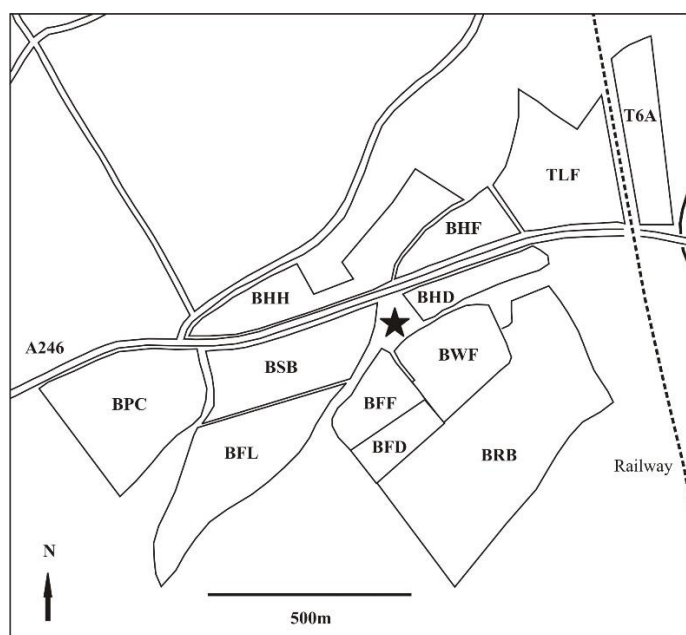 T6A
TLF
BHF
BHH
BHD
A246
BSB
BWF
BPC
BFF
BFL
BFD
BRB
Railway
N
500m